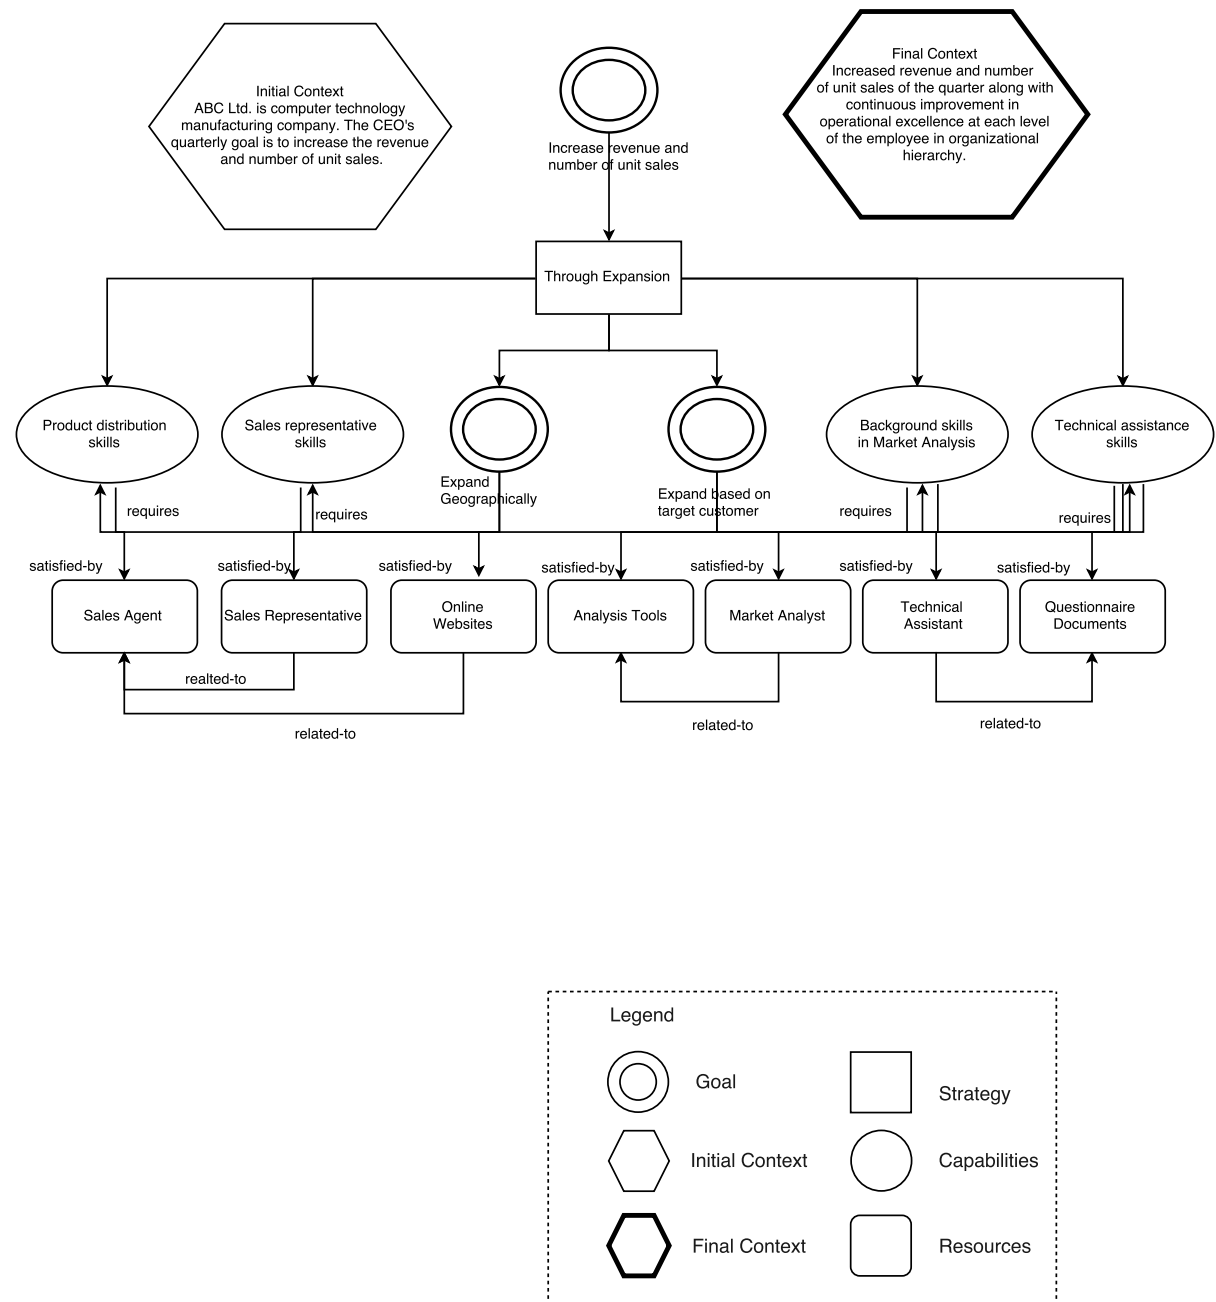 Initial Context
ABC Ltd. is computer technology
manufacturing company. The CEO's
quarterly goal is to increase the revenue
and number of unit sales.
Increase revenue and
number of unit sales
Final Context
Increased revenue and number
of unit sales of the quarter along with
continuous improvement in
operational excellence at each level
of the employee in organizational
hierarchy.
Through Expansion
Product distribution
skills
Sales representative
skills
Expand
Geographically
Expand based on
target customer
Background skills
in Market Analysis
Technical assistance
skills
requires
requires
requires
requires
satisfied-by
satisfied-by
satisfied-by
satisfied-by
satisfied-by
satisfied-by
satisfied-by
Sales Agent
Sales Representative
Online
Websites
Analysis Tools
Market Analyst
Technical
Assistant
Questionnaire
Documents
realted-to
related-to
related-to
related-to
Legend
Goal
Strategy
Initial Context
Capabilities
Final Context
Resources